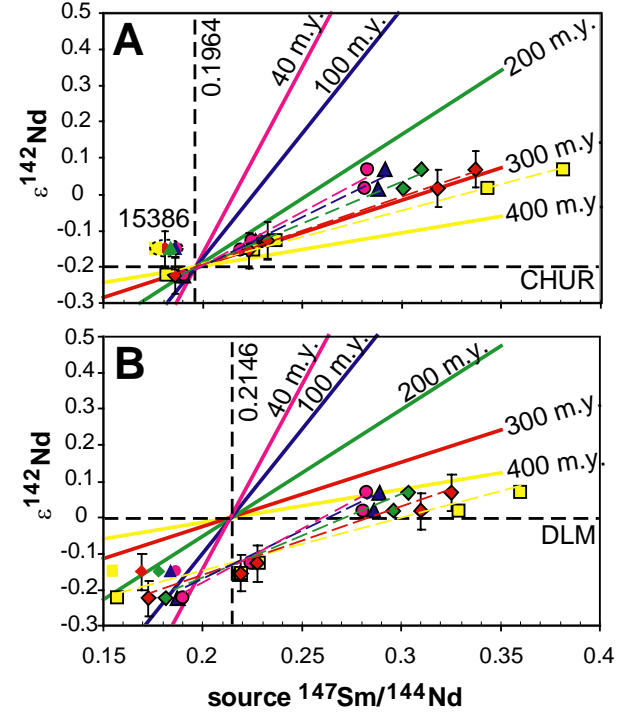 A
0.5
0.4
0.3
0.2
0.1
0
-0.1
-0.2
-0.3
ε142Nd
0.1964
40 m.y.
100 m.y.
200 m.y.
300 m.y.
400 m.y.
15386
CHUR
B
0.5
0.4
0.3
0.2
0.1
0
-0.1
-0.2
-0.3
ε142Nd
0.2146
40 m.y.
100 m.y.
200 m.y.
300 m.y.
400 m.y.
DLM
0.15 0.2 0.25 0.3 0.35 0.4
source 147Sm/144Nd